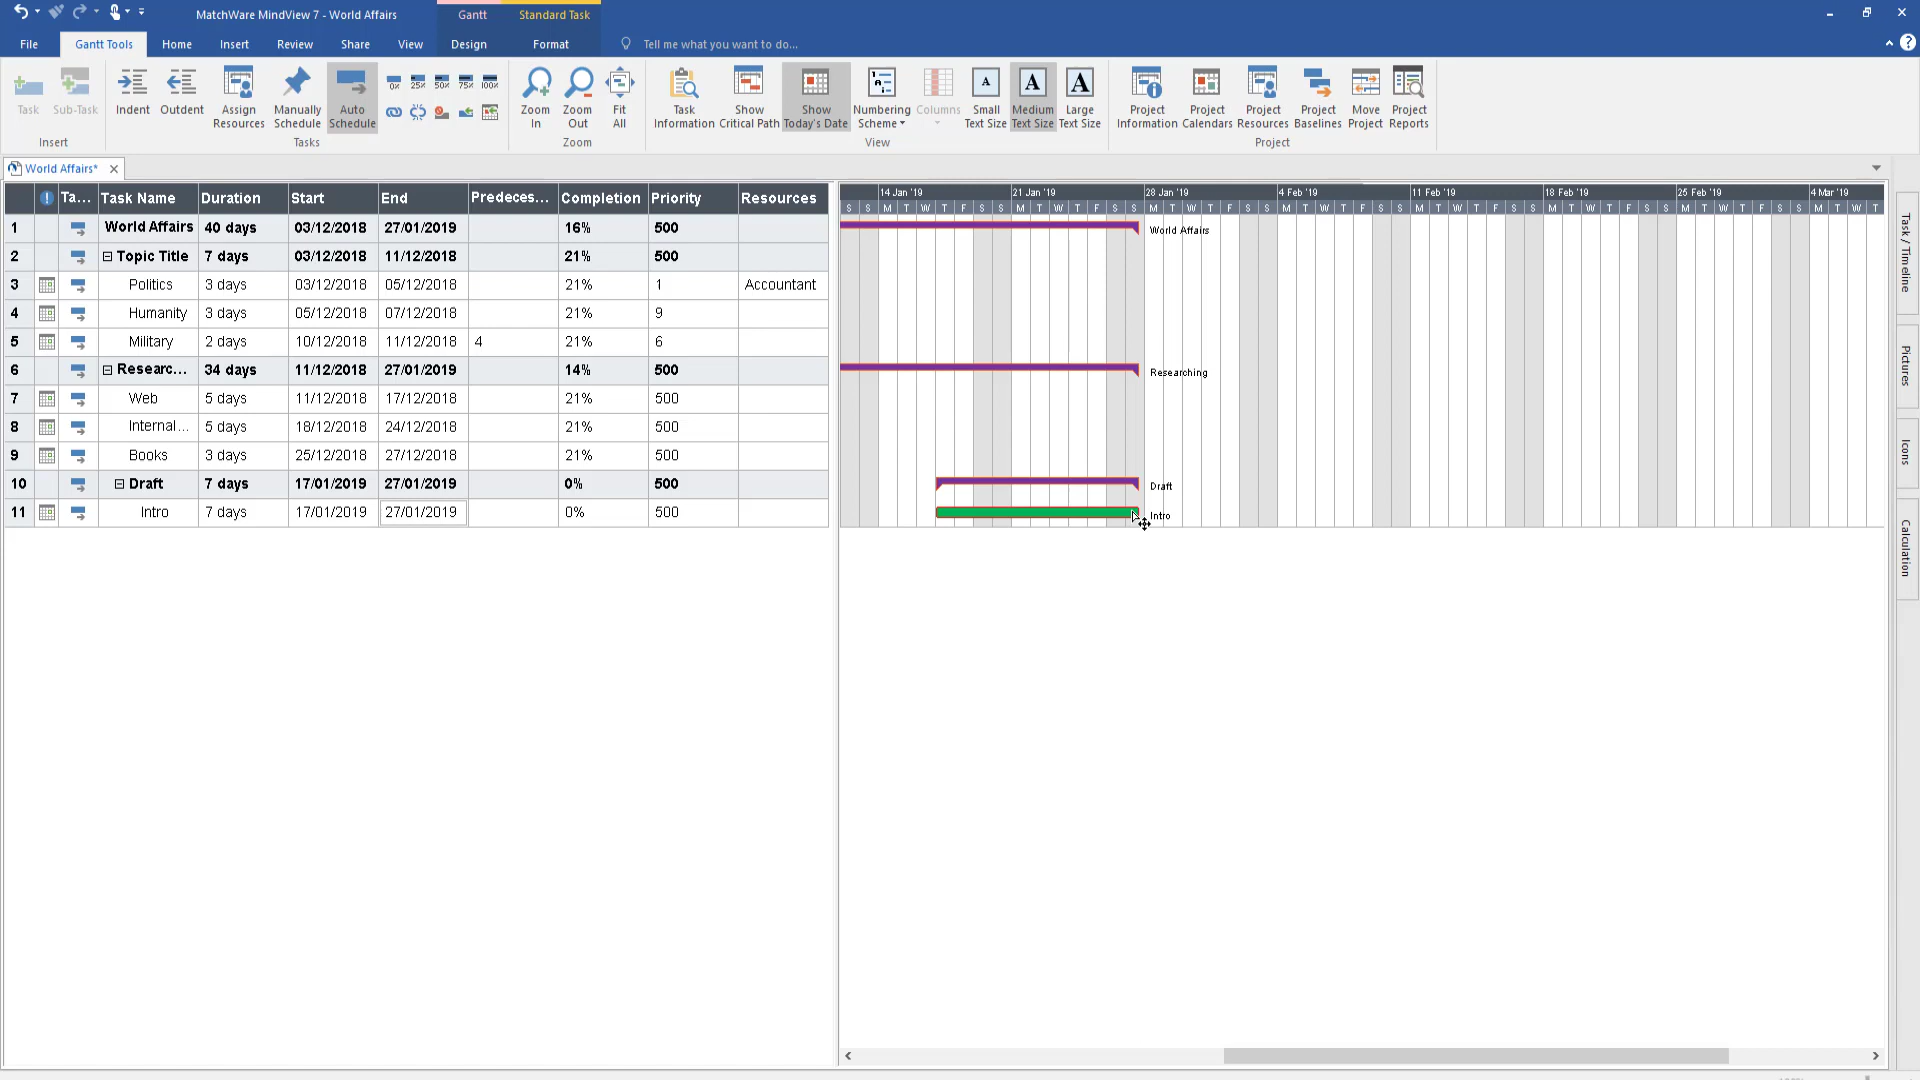 MatchWare MindView 7 - World Affairs
Gantt
Standard Task
File
Gantt Tools
Home
Insert
Review
Share
View
Design
Format
Tell me what you want to do...
Task
Sub-Task
Indent
Outdent
Assign
Resources
Manually
Schedule
Auto
Schedule
0%
25%
50%
75%
100%
Zoom
In
Zoom
Out
Fit
All
Task
Information
Show
Critical Path
Show
Today's Date
Numbering
Scheme
Columns
Small
Text Size
Medium
Text Size
Large
Text Size
Project
Information
Project
Calendars
Project
Resources
Project
Baselines
Move
Project
Project
Reports
Insert
Tasks
Zoom
View
Project
World Affairs*
Ta... Task Name Duration Start End Predeces... Completion Priority Resources
1 World Affairs 40 days 03/12/2018 27/01/2019 16% 500
2 Topic Title 7 days 03/12/2018 11/12/2018 21% 500
3 Politics 3 days 03/12/2018 05/12/2018 21% 1 Accountant
4 Humanity 3 days 05/12/2018 07/12/2018 21% 9
5 Military 2 days 10/12/2018 11/12/2018 4 21% 6
6 Researc... 34 days 11/12/2018 27/01/2019 14% 500
7 Web 5 days 11/12/2018 17/12/2018 21% 500
8 Internal... 5 days 18/12/2018 24/12/2018 21% 500
9 Books 3 days 25/12/2018 27/12/2018 21% 500
10 Draft 7 days 17/01/2019 27/01/2019 0% 500
11 Intro 7 days 17/01/2019 27/01/2019 0% 500
14 Jan '19 21 Jan '19 28 Jan '19 4 Feb '19 11 Feb '19 18 Feb '19 25 Feb '19 4 Mar '19
S S M T W T F S S M T W T F S S M T W T F S S M T W T F S S M T W T F S S M T W T F S S M T W T F S S M T W T
World Affairs
Researching
Draft
Intro
Task / Timeline
Pictures
Icons
Calculation